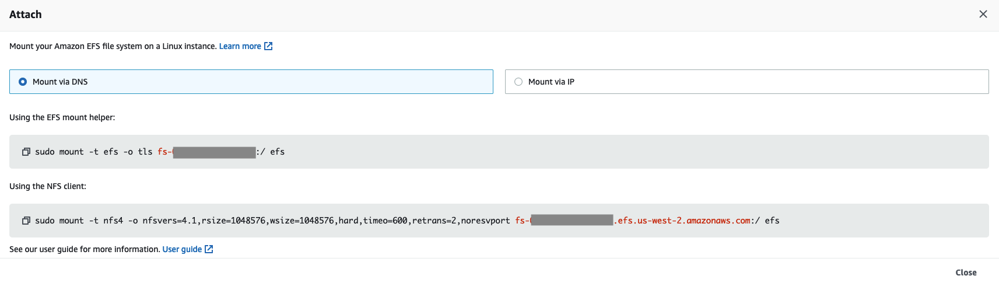 Attach
Mount your Amazon EFS file system on a Linux instance. Learn more
Mount via DNS
Mount via IP
Using the EFS mount helper:
sudo mount -t efs -o tls fs- :/ efs
Using the NFS client:
sudo mount -t nfs4 -o nfsvers=4.1,rsize=1048576,wsize=1048576,hard,timeo=600,retrans=2,noresvport fs- .efs.us-west-2.amazonaws.com:/ efs
See our user guide for more information. User guide
Close